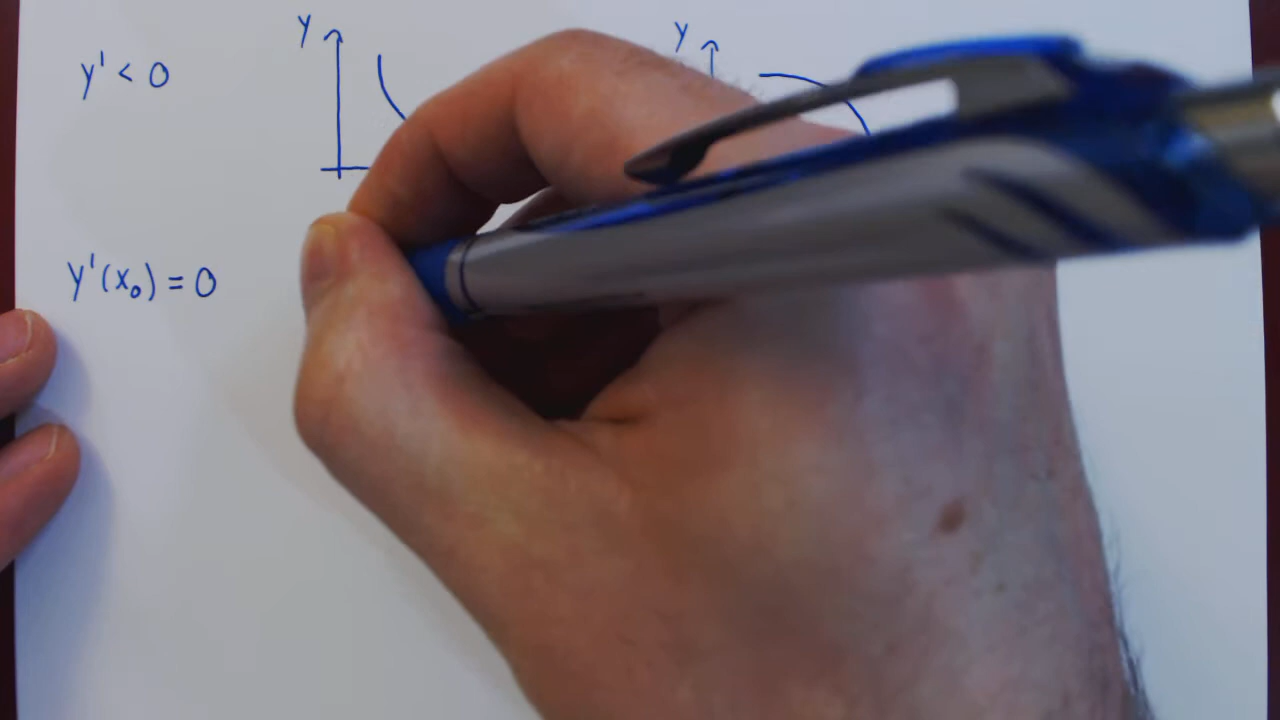 y' < 0
y
y
y'(x₀) = 0